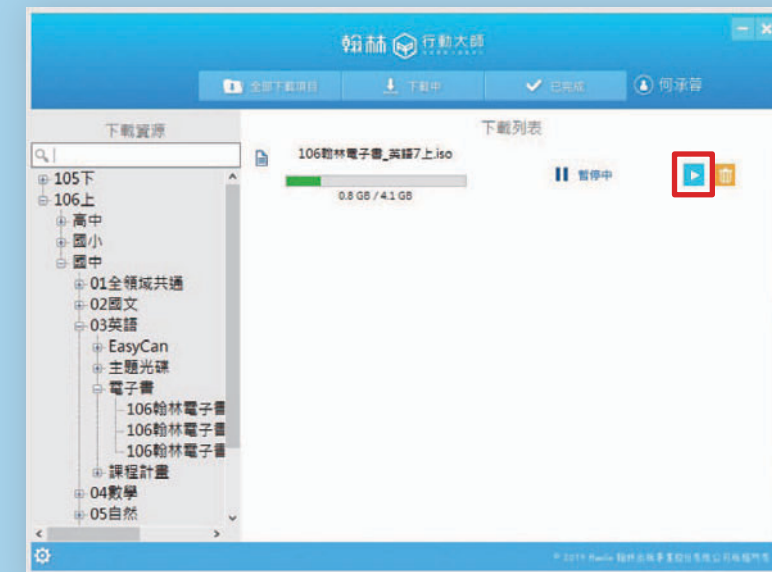 翰林 行動大師
全部下載項目 下載中 已完成 何承蓉
下載資源
下載列表
106翰林電子書_英語7上.iso
0.8 GB / 4.1 GB
暫停中
105下
106上
高中
國小
國中
01全領域共通
02國文
03英語
EasyCan
主題光碟
電子書
106翰林電子書
106翰林電子書
106翰林電子書
課程計畫
04數學
05自然